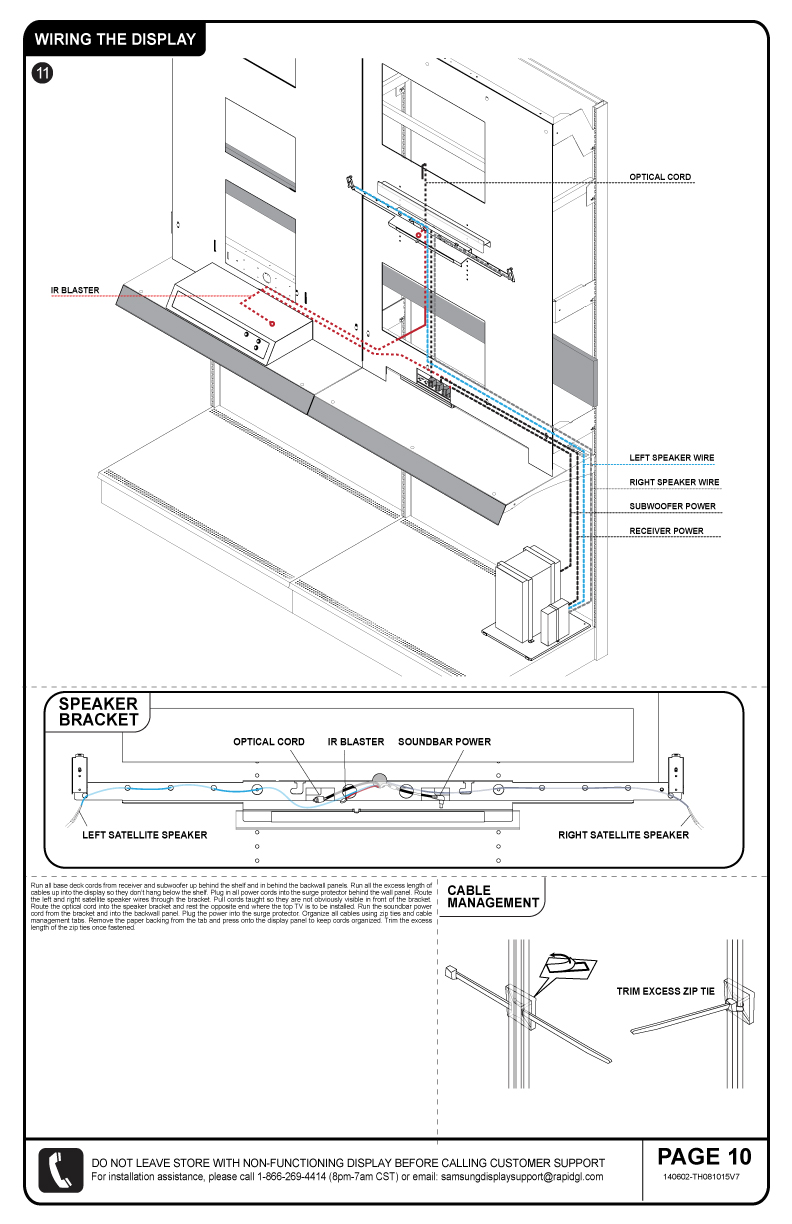 WIRING THE DISPLAY
11
OPTICAL CORD
IR BLASTER
LEFT SPEAKER WIRE
RIGHT SPEAKER WIRE
SUBWOOFER POWER
RECEIVER POWER
SPEAKER
BRACKET
OPTICAL CORD
IR BLASTER
SOUNDBAR POWER
LEFT SATELLITE SPEAKER
RIGHT SATELLITE SPEAKER
Run all base deck cords from receiver and subwoofer up behind the shelf and in behind the backwall panels. Run all the excess length of
cables up into the display so they don't hang below the shelf. Plug in all power cords into the surge protector behind the wall panel. Route
the left and right satellite speaker wires through the bracket. Pull cords taught so they are not obviously visible in front of the bracket.
Route the optical cord into the speaker bracket and rest the opposite end where the top TV is to be installed. Run the soundbar power
cord from the bracket and into the backwall panel. Plug the power into the surge protector. Organize all cables using zip ties and cable
management tabs. Remove the paper backing from the tab and press onto the display panel to keep cords organized. Trim the excess
length of the zip ties once fastened.
CABLE
MANAGEMENT
TRIM EXCESS ZIP TIE
DO NOT LEAVE STORE WITH NON-FUNCTIONING DISPLAY BEFORE CALLING CUSTOMER SUPPORT
For installation assistance, please call 1-866-269-4414 (8pm-7am CST) or email: samsungdisplaysupport@rapidgl.com
PAGE 10
140602-TH081015V7